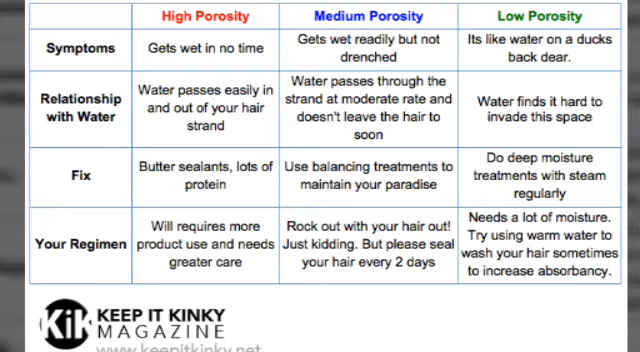 High Porosity
Medium Porosity
Low Porosity
Symptoms
Gets wet in no time
Gets wet readily but not
drenched
Its like water on a ducks
back dear.
Relationship
with Water
Water passes easily in
and out of your hair
strand
Water passes through the
strand at moderate rate and
doesn't leave the hair to
soon
Water finds it hard to
invade this space
Fix
Butter sealants, lots of
protein
Use balancing treatments to
maintain your paradise
Do deep moisture
treatments with steam
regularly
Your Regimen
Will requires more
product use and needs
greater care
Rock out with your hair out!
Just kidding. But please seal
your hair every 2 days
Needs a lot of moisture.
Try using warm water to
wash your hair sometimes
to increase absorbancy.
KiK
KEEP IT KINKY
MAGAZINE
www.keepitkinky.net